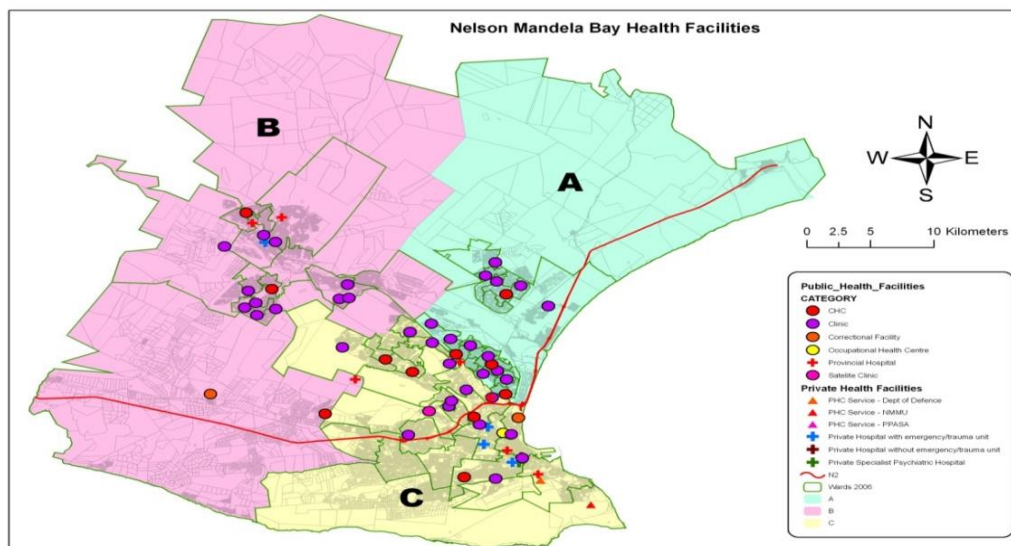 Nelson Mandela Bay Health Facilities
B
A
C
N
W
E
S
0 2.5 5 10 Kilometers
Public_Health_Facilities
CATEGORY
CHC
Clinic
Correctional Facility
Occupational Health Centre
Provincial Hospital
Satelite Clinic
Private Health Facilities
PHC Service - Dept of Defence
PHC Service - NMMU
PHC Service - PPASA
Private Hospital with emergency/trauma unit
Private Hospital without emergency/trauma unit
Private Specialist Psychiatric Hospital
N2
Wards 2006
A
B
C